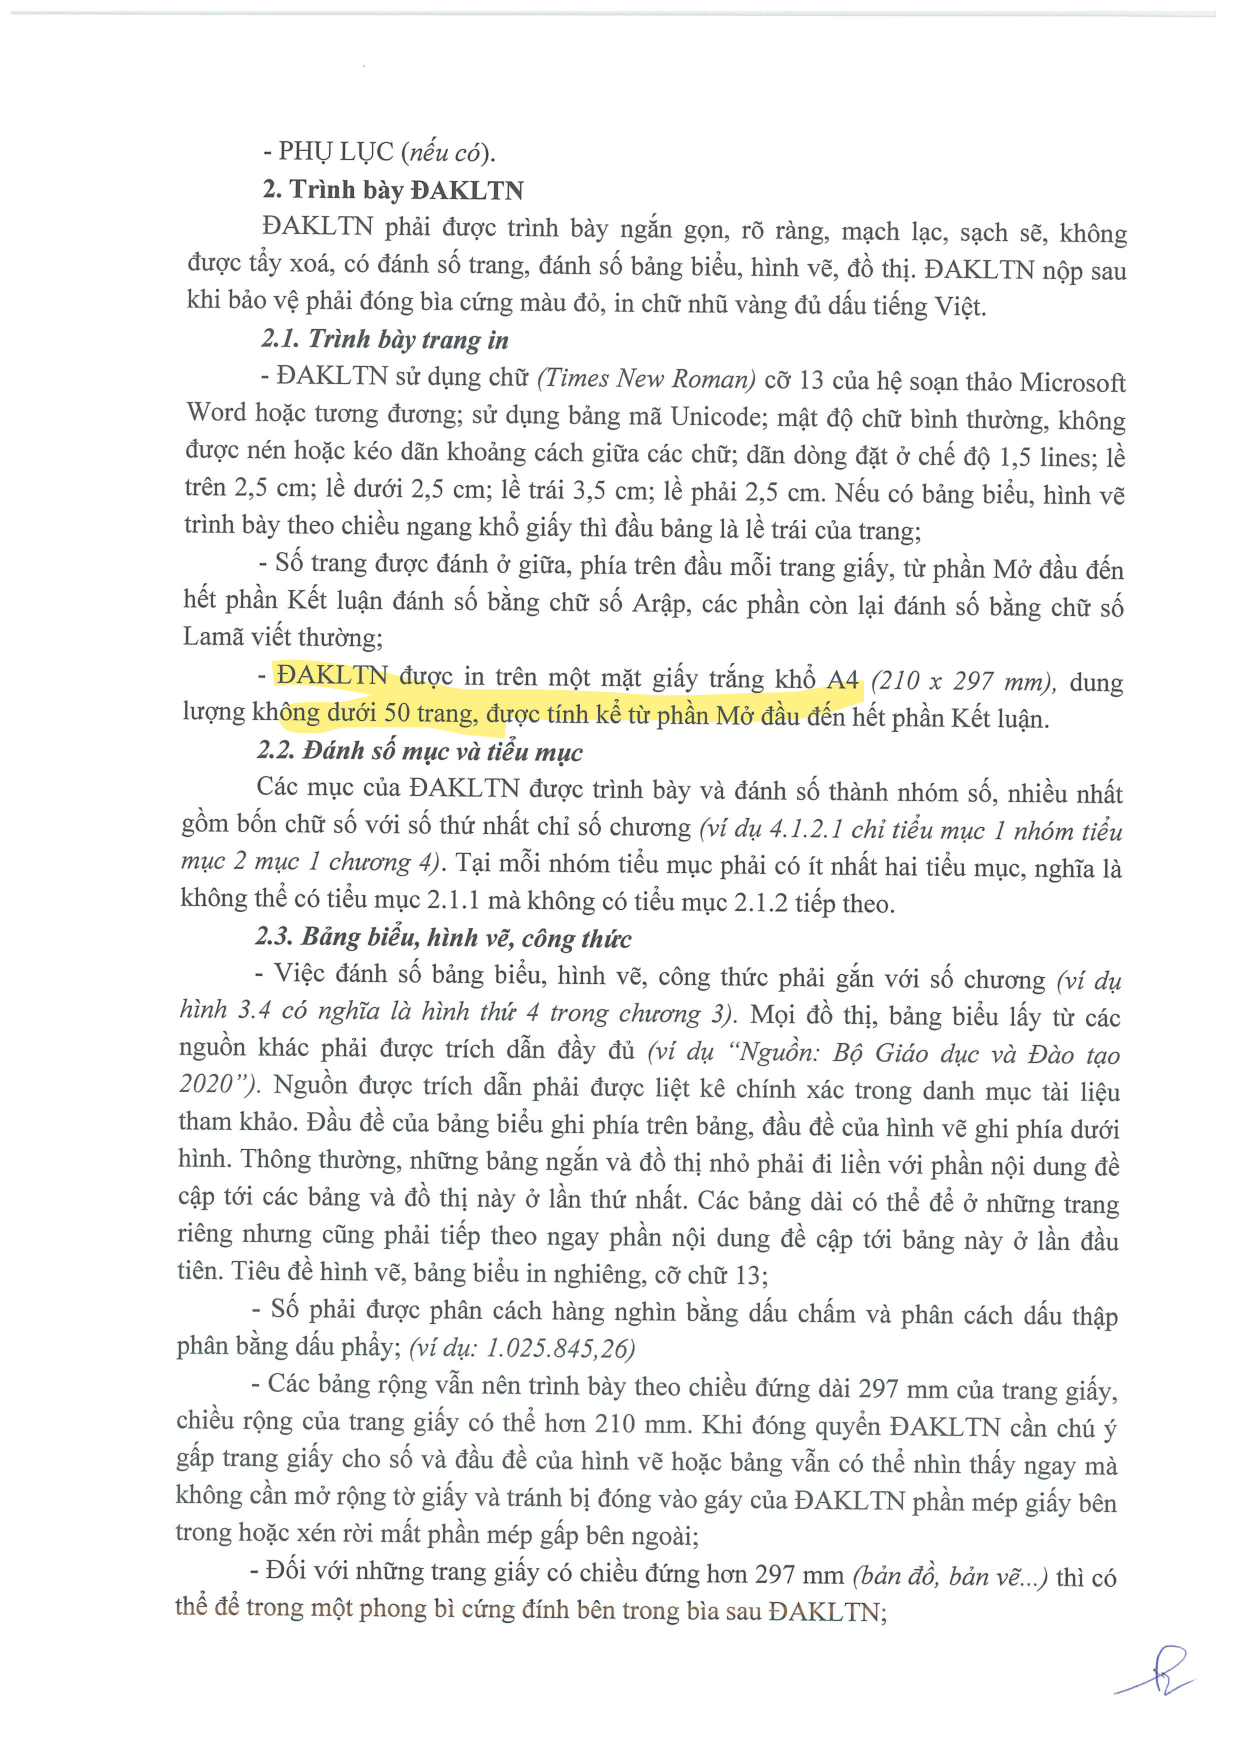 - PHỤ LỤC (nếu có).
2. Trình bày ĐAKLTN
ĐAKLTN phải được trình bày ngắn gọn, rõ ràng, mạch lạc, sạch sẽ, không
được tẩy xoá, có đánh số trang, đánh số bảng biểu, hình vẽ, đồ thị. ĐAKLTN nộp sau
khi bảo vệ phải đóng bìa cứng màu đỏ, in chữ nhũ vàng đủ dấu tiếng Việt.
2.1. Trình bày trang in
- ĐAKLTN sử dụng chữ (Times New Roman) cỡ 13 của hệ soạn thảo Microsoft
Word hoặc tương đương; sử dụng bảng mã Unicode; mật độ chữ bình thường, không
được nén hoặc kéo dãn khoảng cách giữa các chữ; dãn dòng đặt ở chế độ 1,5 lines; lề
trên 2,5 cm; lề dưới 2,5 cm; lề trái 3,5 cm; lề phải 2,5 cm. Nếu có bảng biểu, hình vẽ
trình bày theo chiều ngang khổ giấy thì đầu bảng là lề trái của trang;
- Số trang được đánh ở giữa, phía trên đầu mỗi trang giấy, từ phần Mở đầu đến
hết phần Kết luận đánh số bằng chữ số Arập, các phần còn lại đánh số bằng chữ số
Lamã viết thường;
- ĐAKLTN được in trên một mặt giấy trắng khổ A4 (210 x 297 mm), dung
lượng không dưới 50 trang, được tính kể từ phần Mở đầu đến hết phần Kết luận.
2.2. Đánh số mục và tiểu mục
Các mục của ĐAKLTN được trình bày và đánh số thành nhóm số, nhiều nhất
gồm bốn chữ số với số thứ nhất chỉ số chương (ví dụ 4.1.2.1 chỉ tiểu mục 1 nhóm tiểu
mục 2 mục 1 chương 4). Tại mỗi nhóm tiểu mục phải có ít nhất hai tiểu mục, nghĩa là
không thể có tiểu mục 2.1.1 mà không có tiểu mục 2.1.2 tiếp theo.
2.3. Bảng biểu, hình vẽ, công thức
- Việc đánh số bảng biểu, hình vẽ, công thức phải gắn với số chương (ví dụ
hình 3.4 có nghĩa là hình thứ 4 trong chương 3). Mọi đồ thị, bảng biểu lấy từ các
nguồn khác phải được trích dẫn đầy đủ (ví dụ “Nguồn: Bộ Giáo dục và Đào tạo
2020”). Nguồn được trích dẫn phải được liệt kê chính xác trong danh mục tài liệu
tham khảo. Đầu đề của bảng biểu ghi phía trên bảng, đầu đề của hình vẽ ghi phía dưới
hình. Thông thường, những bảng ngắn và đồ thị nhỏ phải đi liền với phần nội dung đề
cập tới các bảng và đồ thị này ở lần thứ nhất. Các bảng dài có thể để ở những trang
riêng nhưng cũng phải tiếp theo ngay phần nội dung đề cập tới bảng này ở lần đầu
tiên. Tiêu đề hình vẽ, bảng biểu in nghiêng, cỡ chữ 13;
- Số phải được phân cách hàng nghìn bằng dấu chấm và phân cách dấu thập
phân bằng dấu phẩy; (ví dụ: 1.025.845,26)
- Các bảng rộng vẫn nên trình bày theo chiều đứng dài 297 mm của trang giấy,
chiều rộng của trang giấy có thể hơn 210 mm. Khi đóng quyển ĐAKLTN cần chú ý
gấp trang giấy cho số và đầu đề của hình vẽ hoặc bảng vẫn có thể nhìn thấy ngay mà
không cần mở rộng tờ giấy và tránh bị đóng vào gáy của ĐAKLTN phần mép giấy bên
trong hoặc xén rời mất phần mép gấp bên ngoài;
- Đối với những trang giấy có chiều đứng hơn 297 mm (bản đồ, bản vẽ...) thì có
thể để trong một phong bì cứng đính bên trong bìa sau ĐAKLTN;